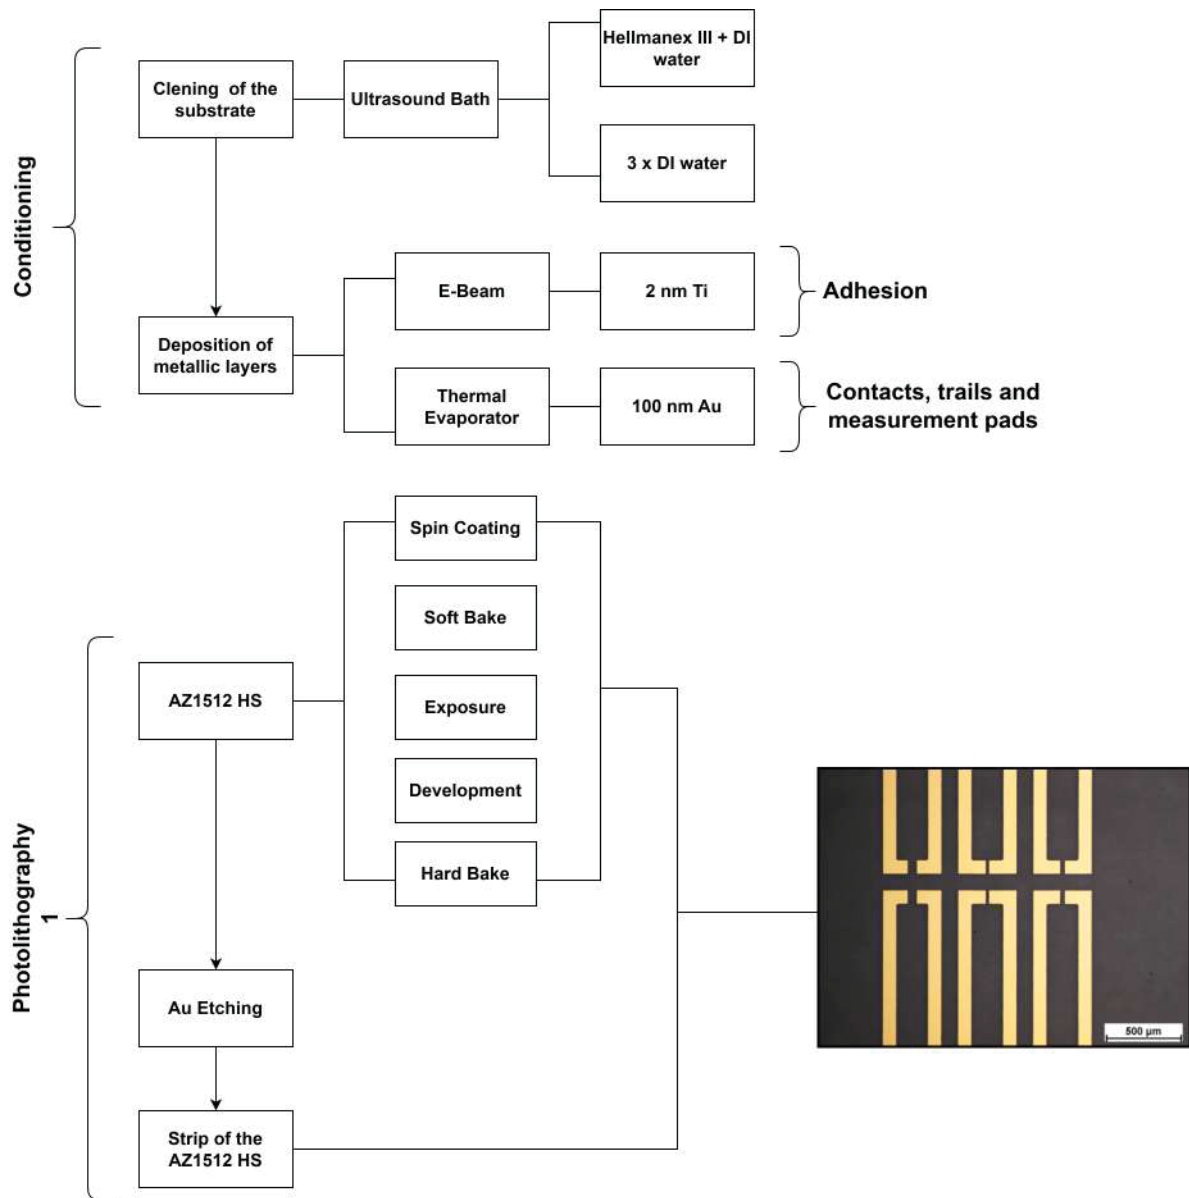 Conditioning
Clening of the
substrate
Ultrasound Bath
Hellmanex III + DI
water
3 x DI water
Deposition of
metallic layers
E-Beam
2 nm Ti
Adhesion
Thermal
Evaporator
100 nm Au
Contacts, trails and
measurement pads
Photolithography
1
AZ1512 HS
Spin Coating
Soft Bake
Exposure
Development
Hard Bake
Au Etching
Strip of the
AZ1512 HS
500 µm